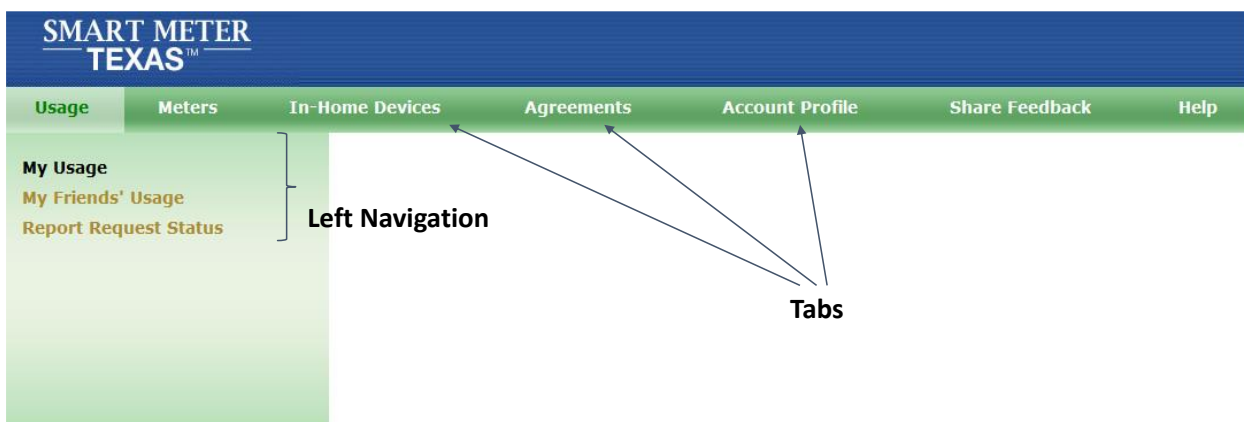 SMART METER
TEXAS™
Usage Meters In-Home Devices Agreements Account Profile Share Feedback Help
My Usage
My Friends' Usage
Report Request Status
Left Navigation
Tabs